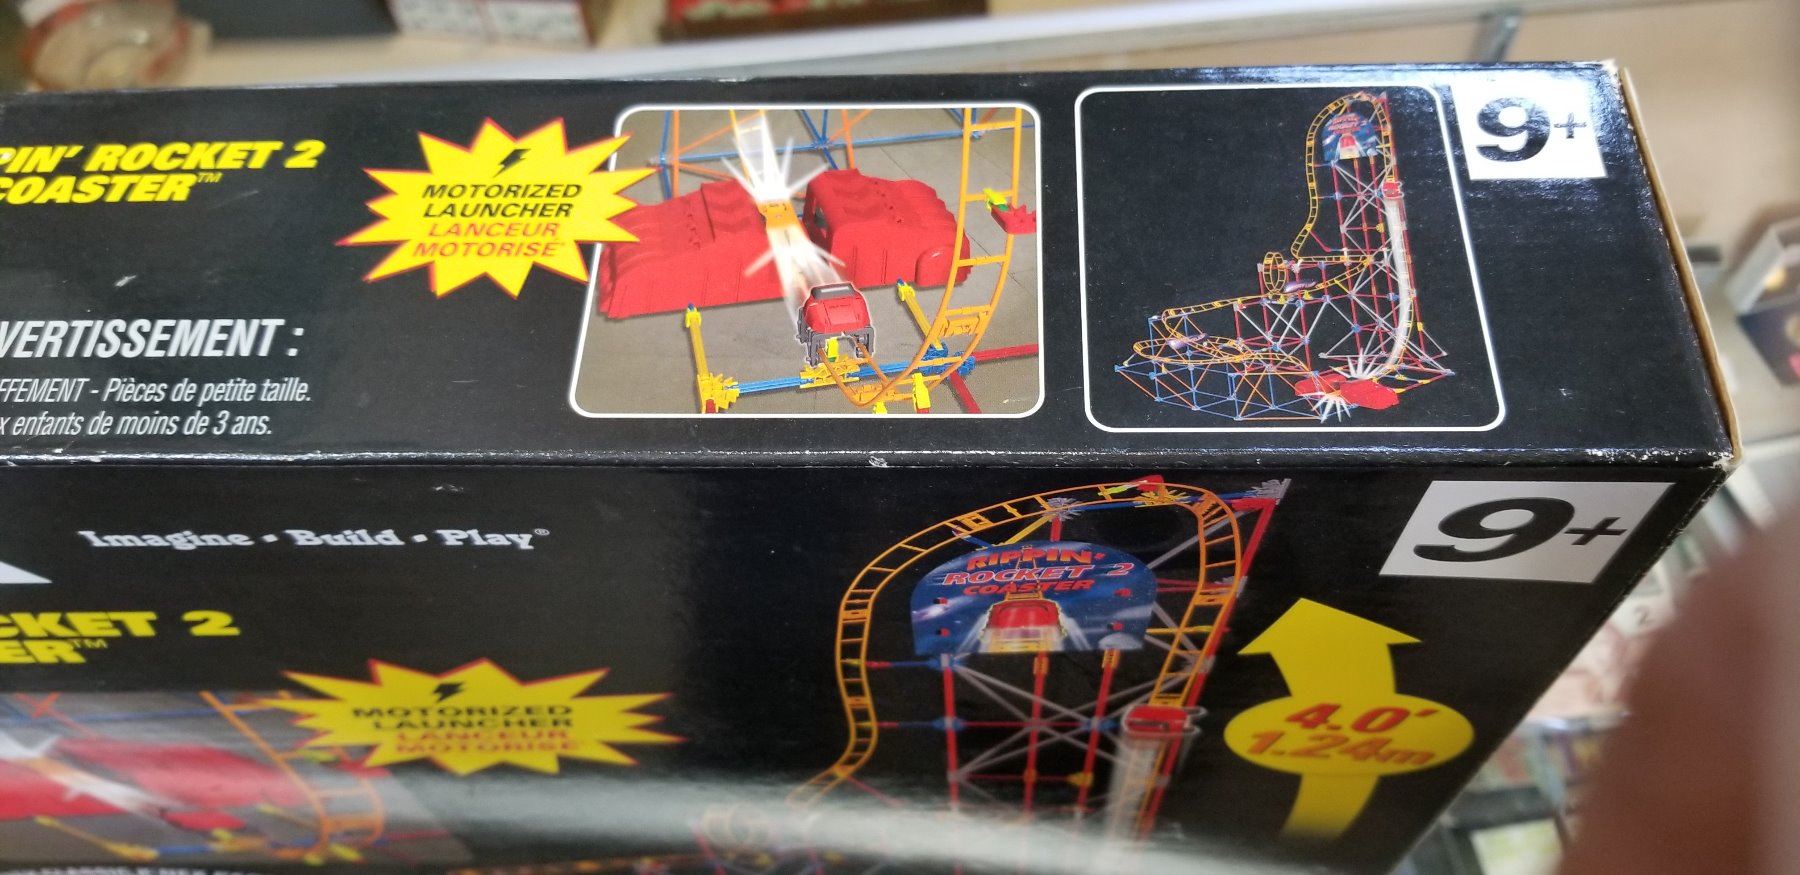 PIN' ROCKET 2
COASTER™
MOTORIZED
LAUNCHER
LANCEUR
MOTORISÉ
9+
VERTISSEMENT :
FFEMENT - Pièces de petite taille.
x enfants de moins de 3 ans.
Imagine • Build • Play®
CKET 2
ER™
MOTORIZED
LAUNCHER
LANCEUR
MOTORISÉ
RIPPIN'
ROCKET 2
COASTER
9+
4.0'
1.24m